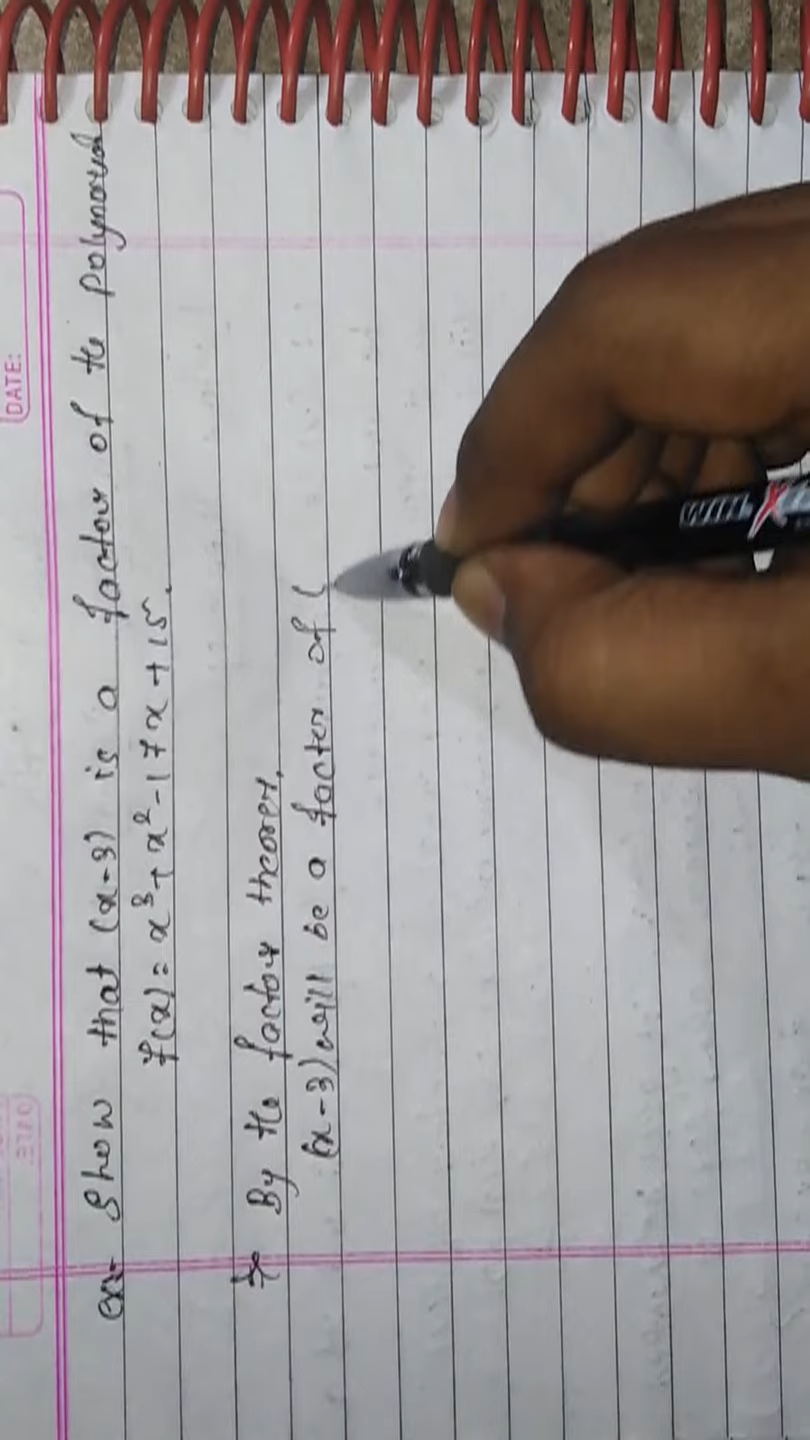 Ex:- Show that (x-3) is a factor of the polynomial
f(x) = x³ + x² - 17x + 15.
By the factor theorem,
(x-3) will be a factor of (
DATE: